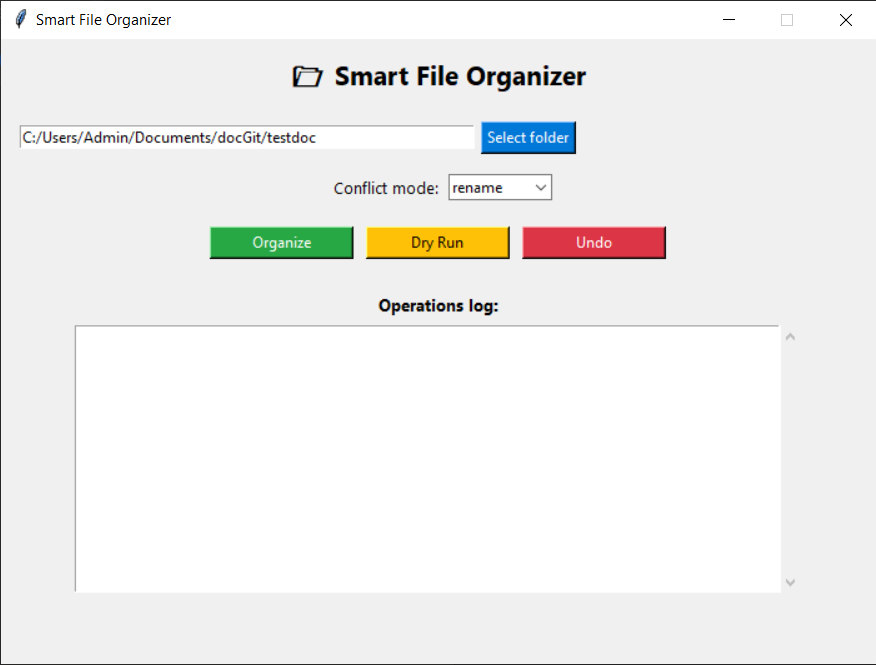 Smart File Organizer
Smart File Organizer
C:/Users/Admin/Documents/docGit/testdoc Select folder
Conflict mode: rename
Organize Dry Run Undo
Operations log: